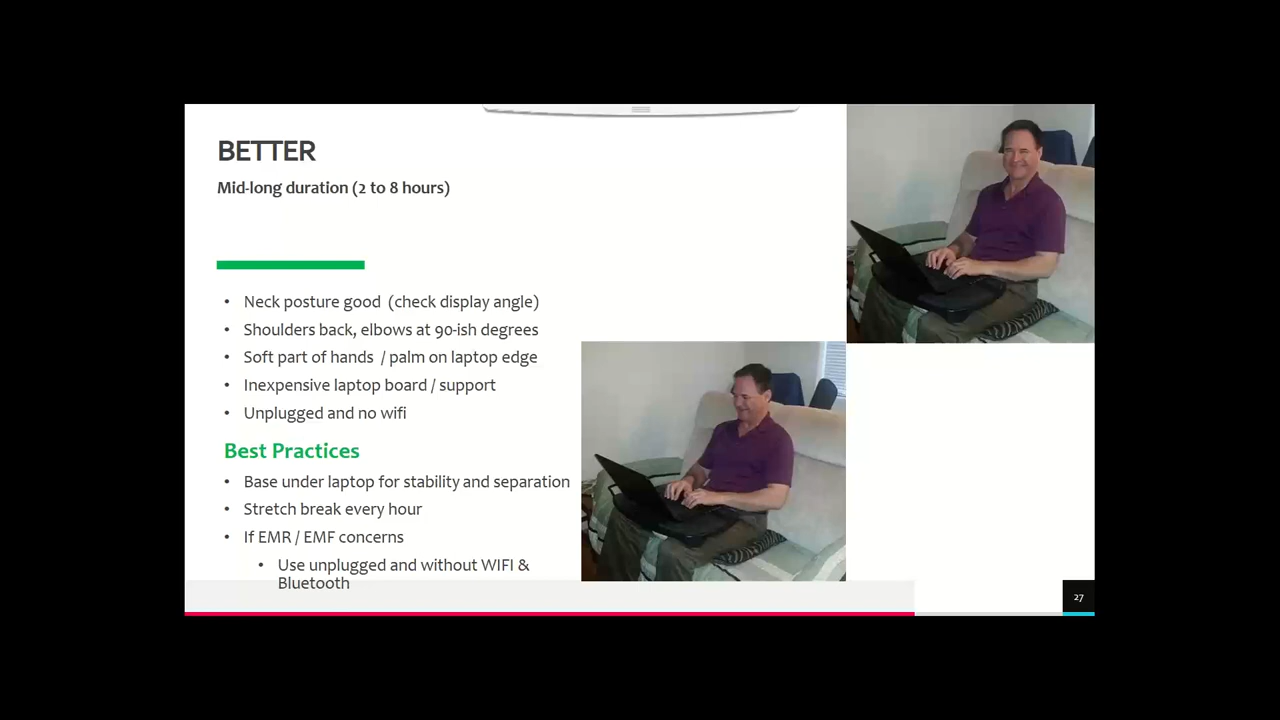 BETTER
Mid-long duration (2 to 8 hours)
• Neck posture good (check display angle)
• Shoulders back, elbows at 90-ish degrees
• Soft part of hands / palm on laptop edge
• Inexpensive laptop board / support
• Unplugged and no wifi
Best Practices
• Base under laptop for stability and separation
• Stretch break every hour
• If EMR / EMF concerns
• Use unplugged and without WIFI &
Bluetooth
27